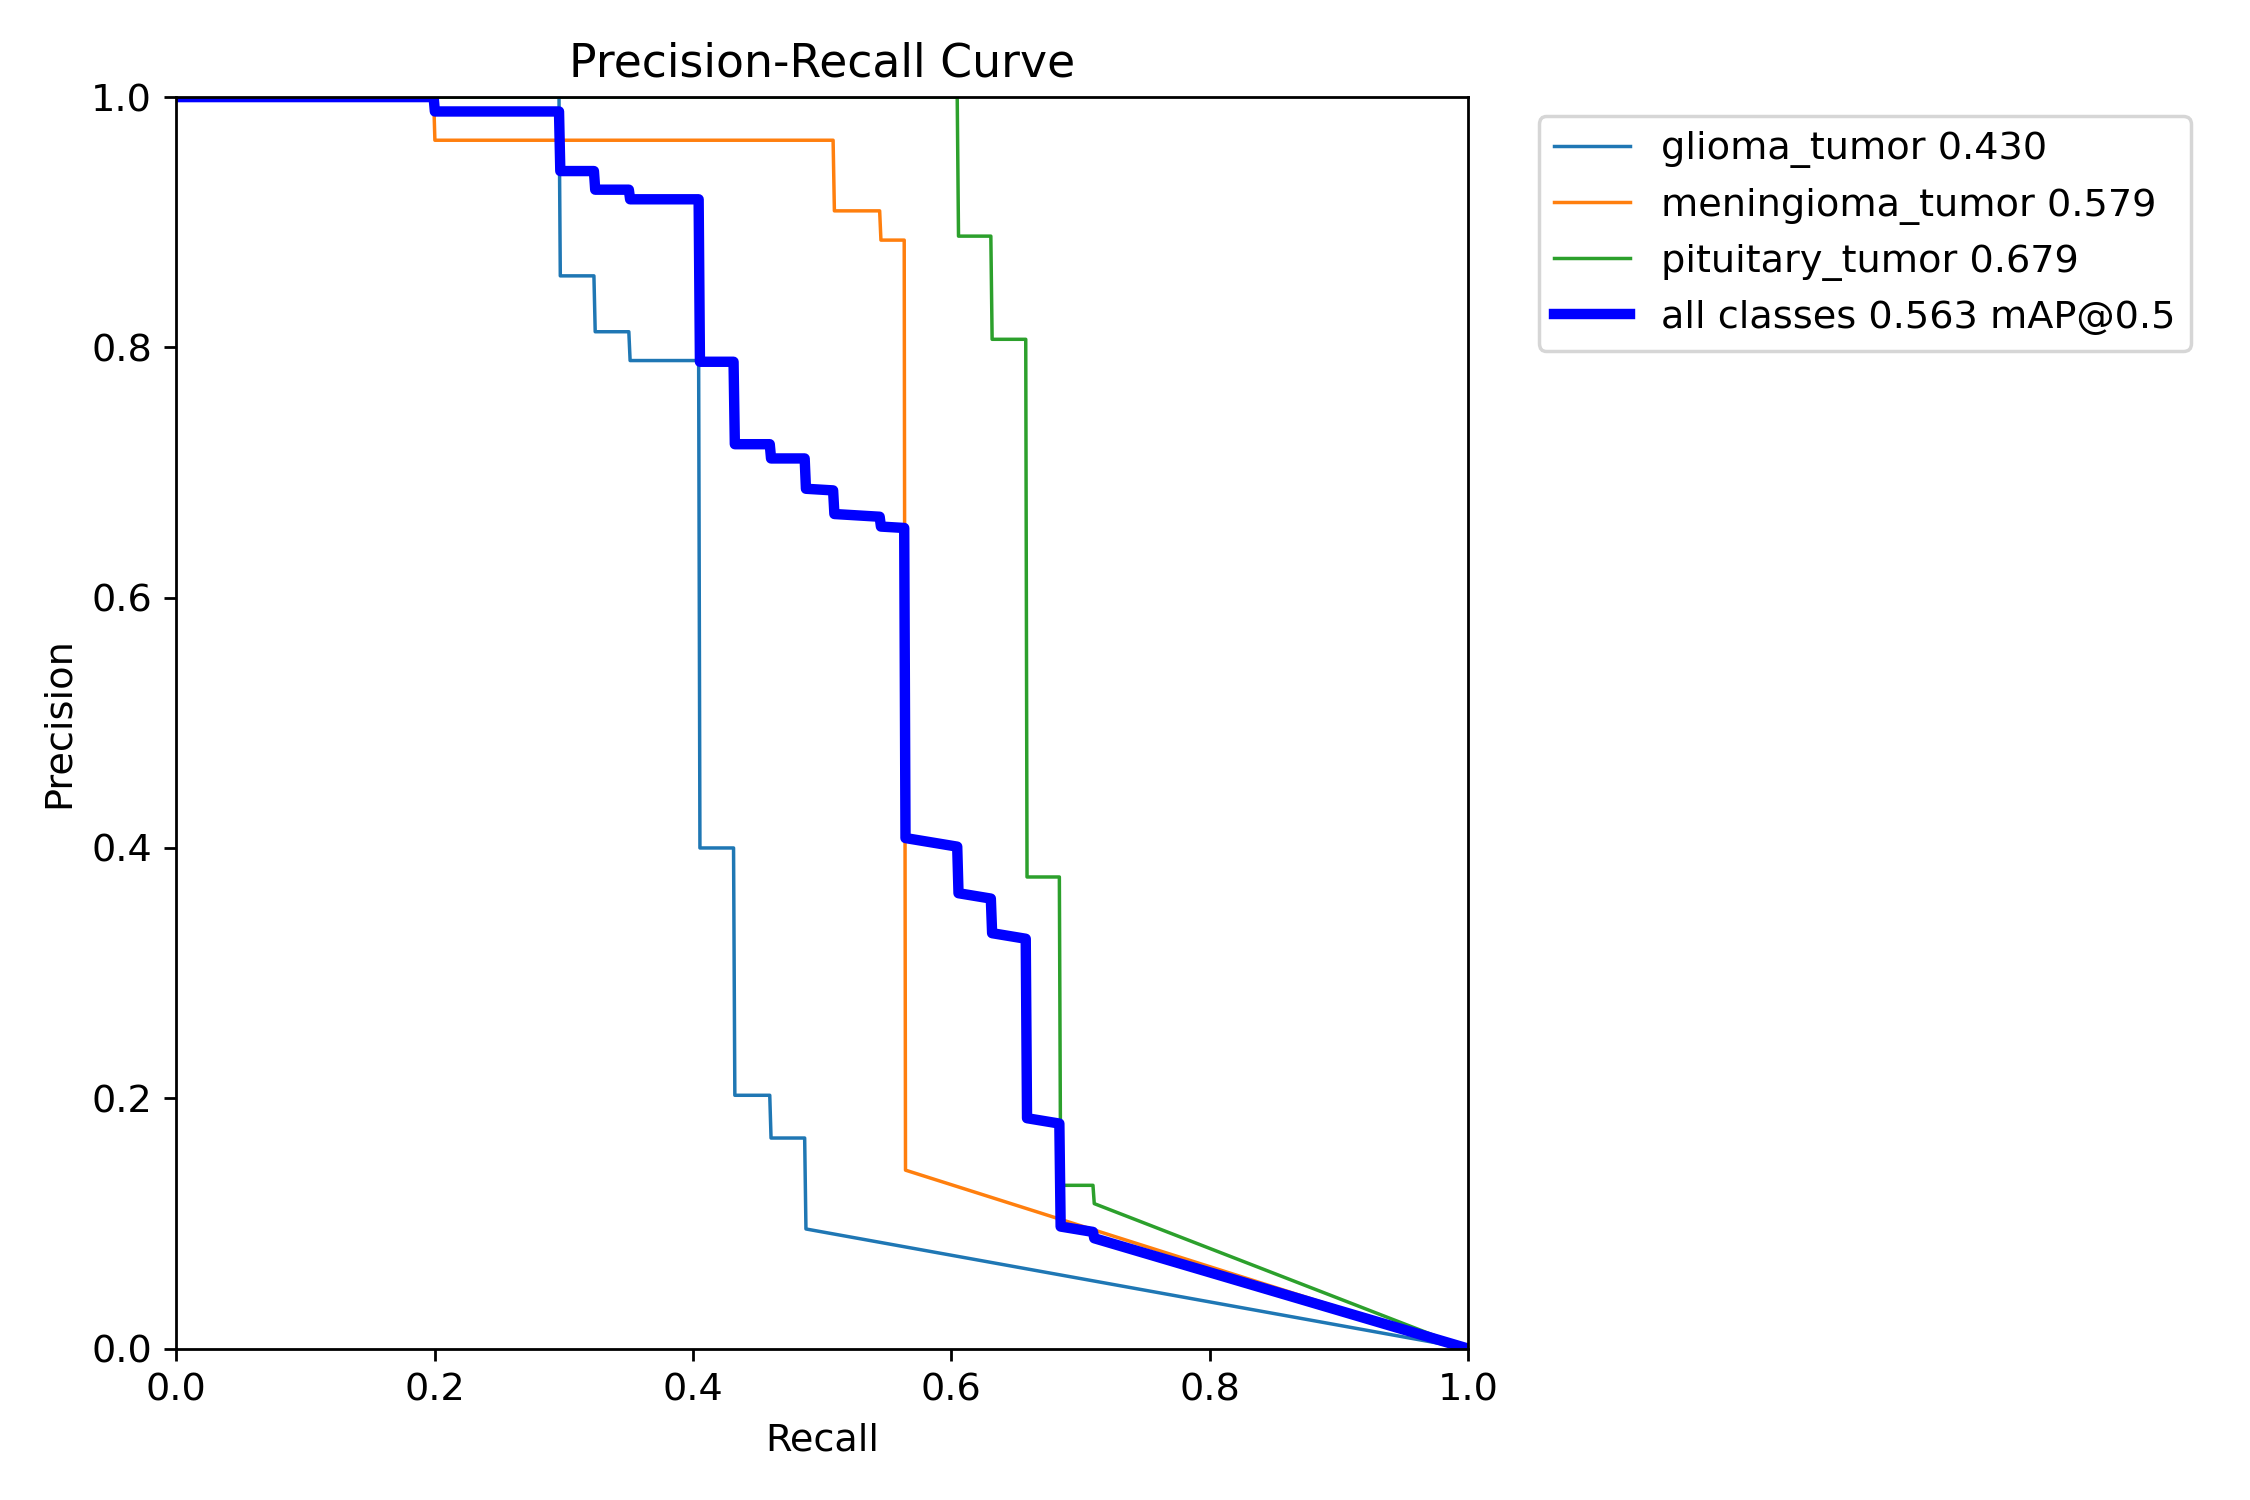 Precision-Recall Curve
1.0
0.8
0.6
0.4
0.2
0.0
Precision
0.0 0.2 0.4 0.6 0.8 1.0
Recall
glioma_tumor 0.430
meningioma_tumor 0.579
pituitary_tumor 0.679
all classes 0.563 mAP@0.5